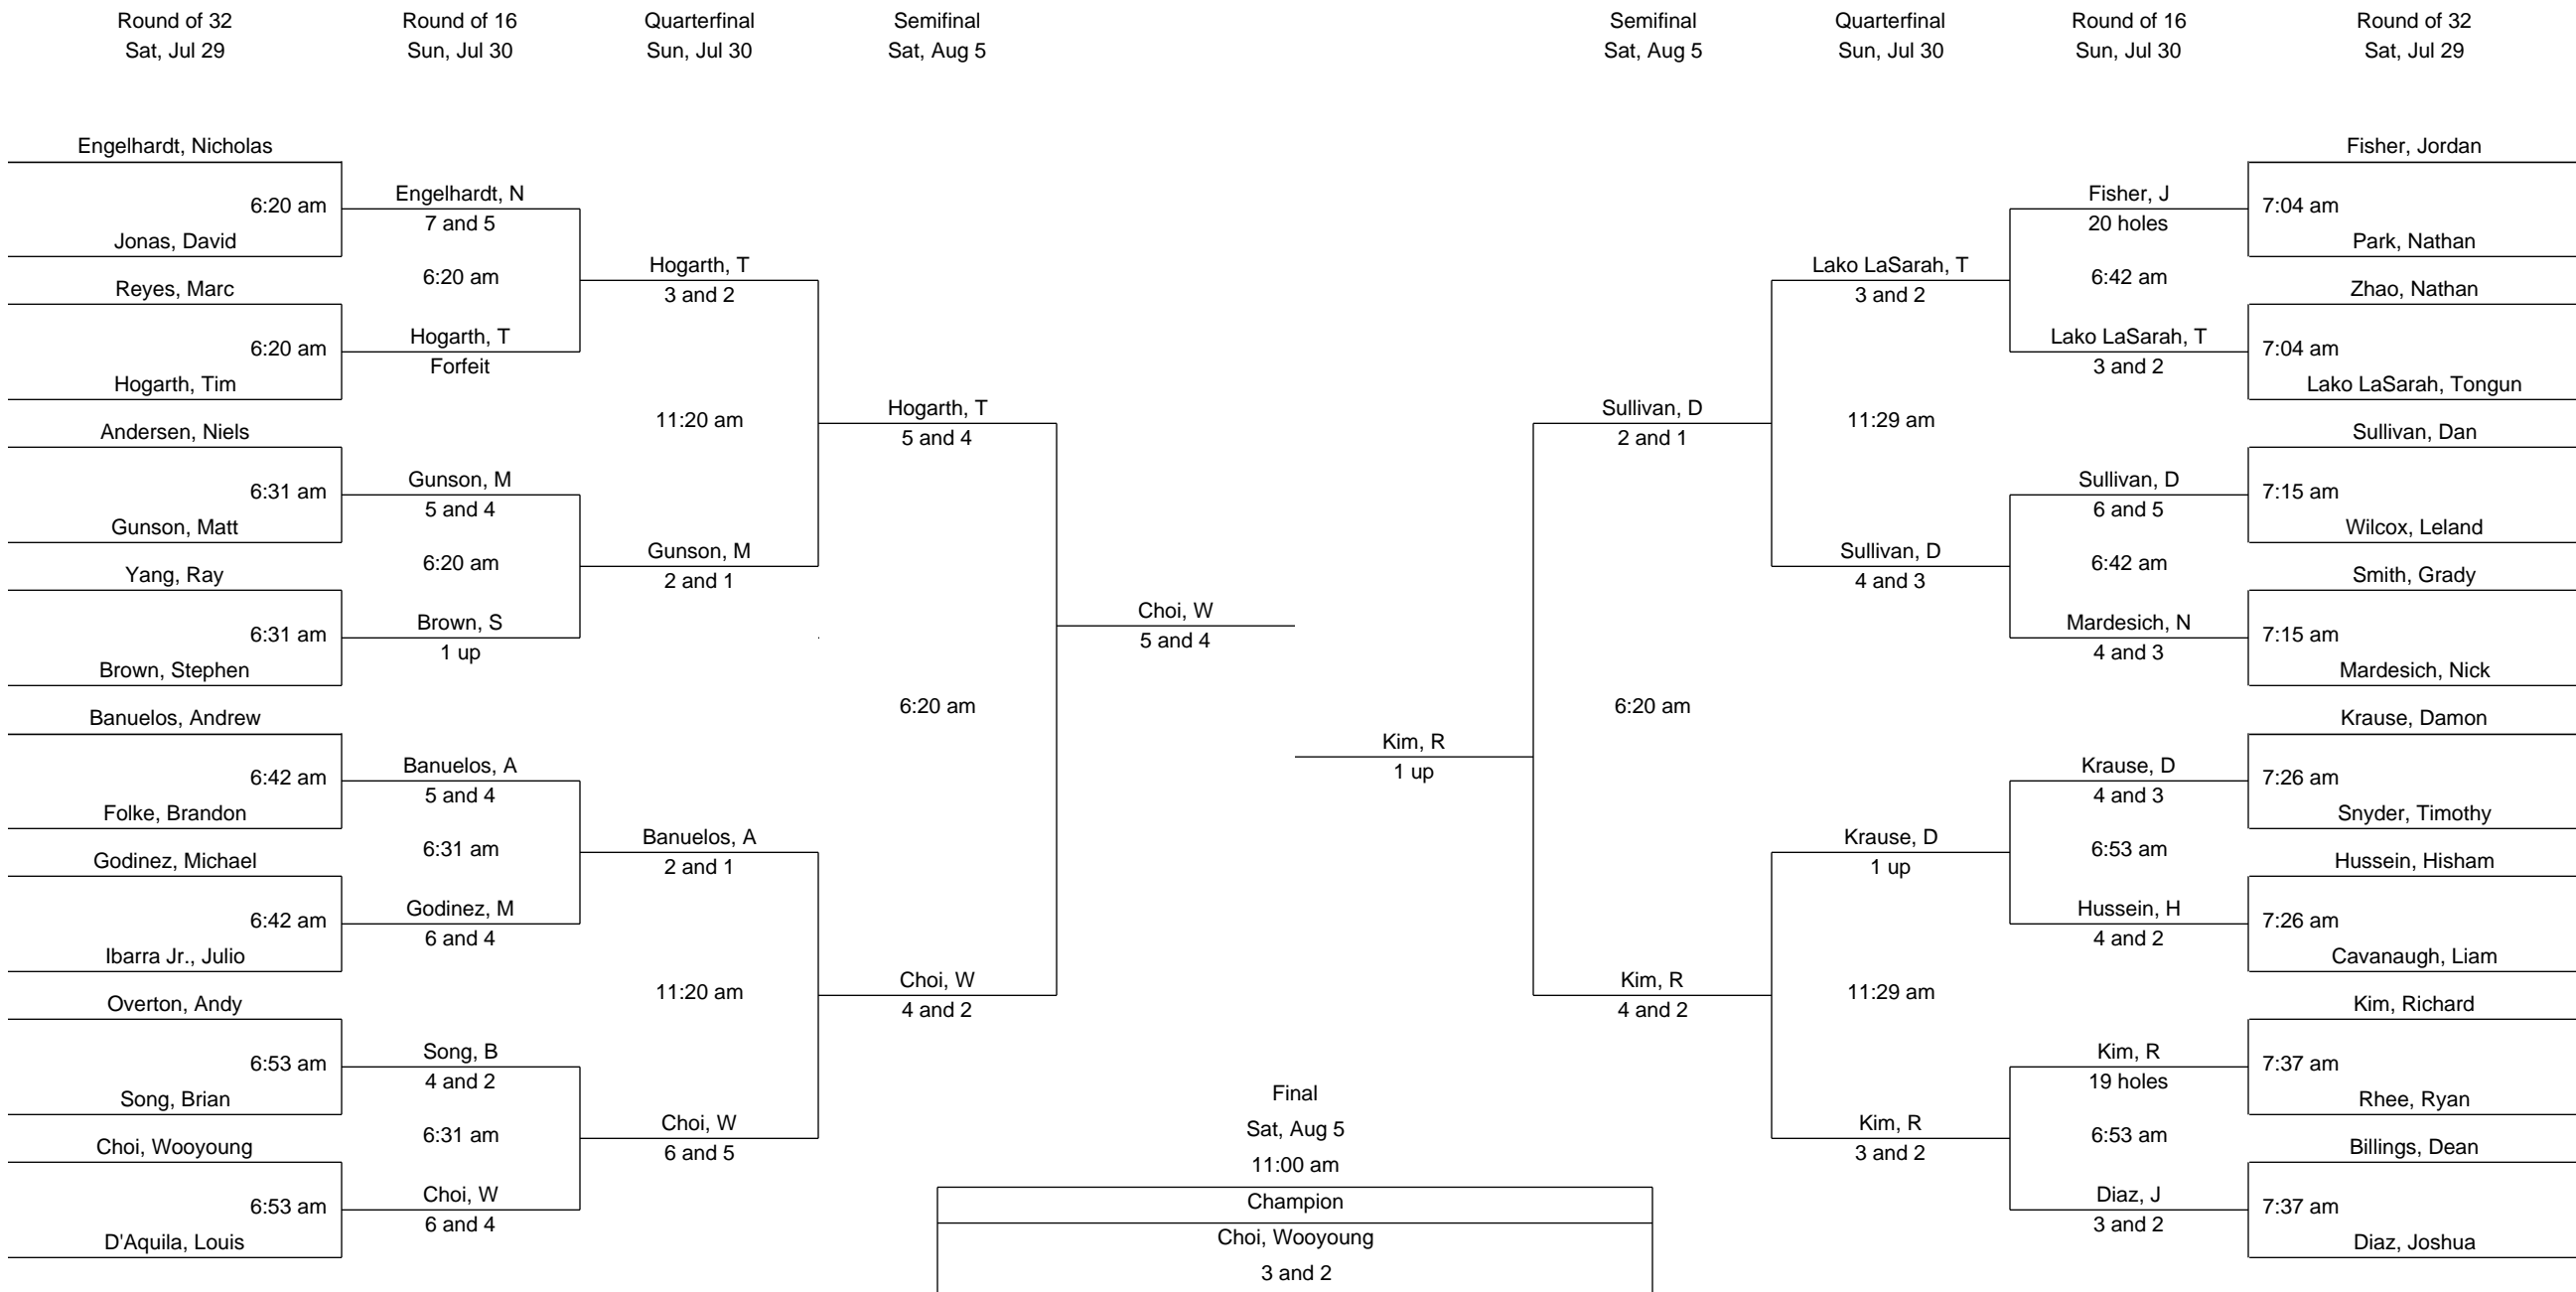 Round of 32
Sat, Jul 29
Round of 16
Sun, Jul 30
Quarterfinal
Sun, Jul 30
Semifinal
Sat, Aug 5
Semifinal
Sat, Aug 5
Quarterfinal
Sun, Jul 30
Round of 16
Sun, Jul 30
Round of 32
Sat, Jul 29
Engelhardt, Nicholas
6:20 am
Jonas, David
Reyes, Marc
6:20 am
Hogarth, Tim
Andersen, Niels
6:31 am
Gunson, Matt
Yang, Ray
6:31 am
Brown, Stephen
Banuelos, Andrew
6:42 am
Folke, Brandon
Godinez, Michael
6:42 am
Ibarra Jr., Julio
Overton, Andy
6:53 am
Song, Brian
Choi, Wooyoung
6:53 am
D'Aquila, Louis
Engelhardt, N
7 and 5
6:20 am
Hogarth, T
Forfeit
Gunson, M
5 and 4
6:20 am
Brown, S
1 up
Banuelos, A
5 and 4
6:31 am
Godinez, M
6 and 4
Song, B
4 and 2
6:31 am
Choi, W
6 and 4
Hogarth, T
3 and 2
11:20 am
Gunson, M
2 and 1
Banuelos, A
2 and 1
11:20 am
Choi, W
6 and 5
Hogarth, T
5 and 4
6:20 am
Choi, W
4 and 2
Choi, W
5 and 4
Kim, R
1 up
Final
Sat, Aug 5
11:00 am
Champion
Choi, Wooyoung
3 and 2
Sullivan, D
2 and 1
6:20 am
Kim, R
4 and 2
Lako LaSarah, T
3 and 2
11:29 am
Sullivan, D
4 and 3
Krause, D
1 up
11:29 am
Kim, R
3 and 2
Fisher, J
20 holes
6:42 am
Lako LaSarah, T
3 and 2
Sullivan, D
6 and 5
6:42 am
Mardesich, N
4 and 3
Krause, D
4 and 3
6:53 am
Hussein, H
4 and 2
Kim, R
19 holes
6:53 am
Diaz, J
3 and 2
Fisher, Jordan
7:04 am
Park, Nathan
Zhao, Nathan
7:04 am
Lako LaSarah, Tongun
Sullivan, Dan
7:15 am
Wilcox, Leland
Smith, Grady
7:15 am
Mardesich, Nick
Krause, Damon
7:26 am
Snyder, Timothy
Hussein, Hisham
7:26 am
Cavanaugh, Liam
Kim, Richard
7:37 am
Rhee, Ryan
Billings, Dean
7:37 am
Diaz, Joshua